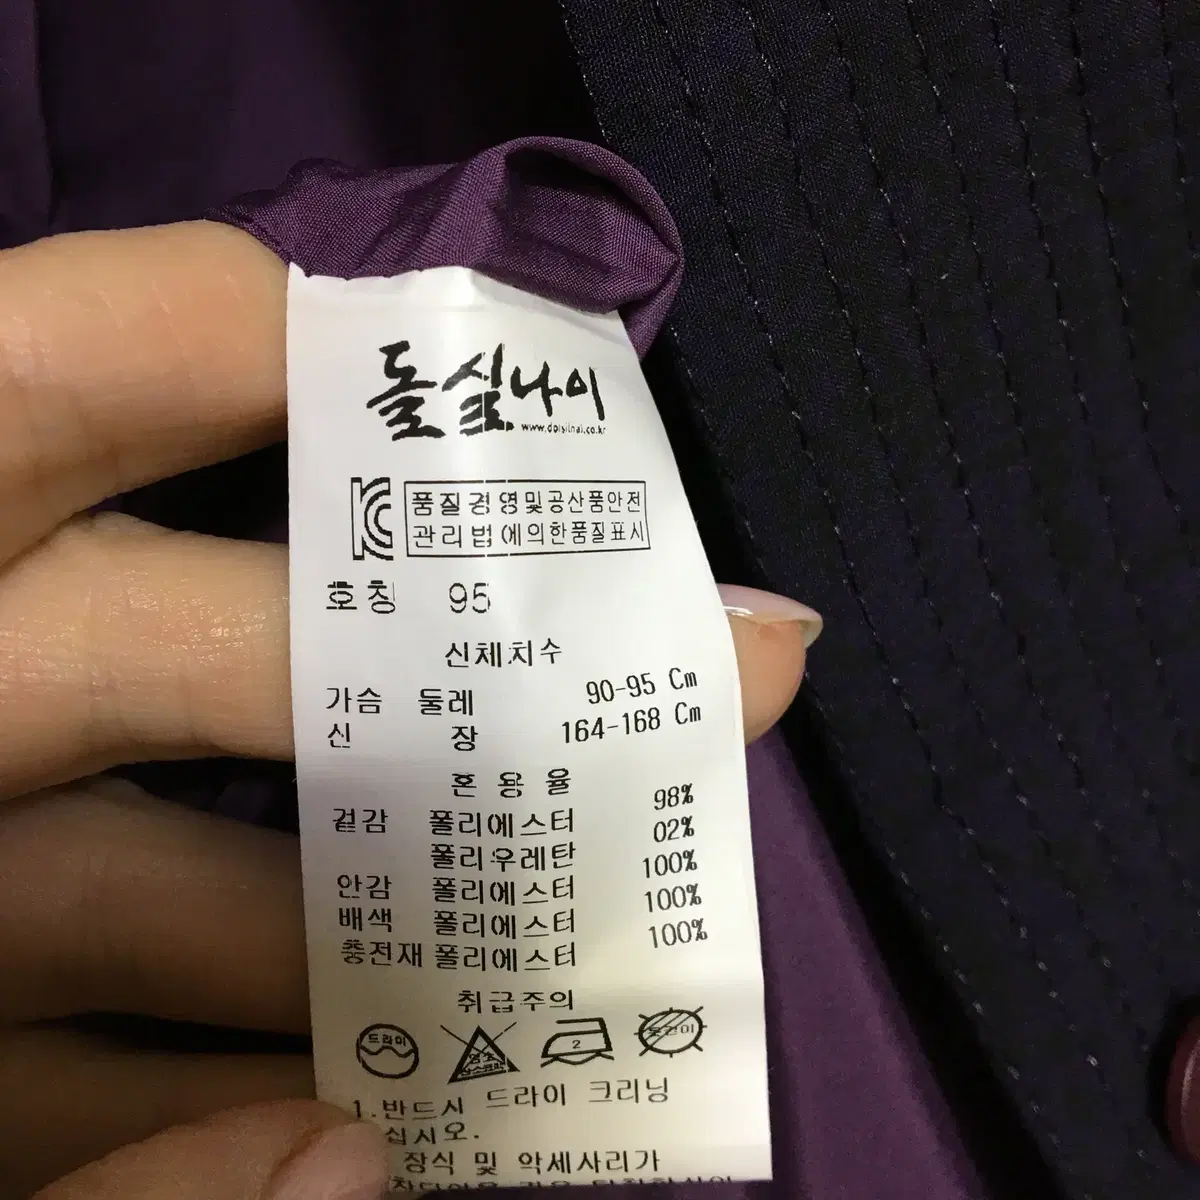 돌실나이
www.dolsilnai.co.kr
품질경영및공산품안전
관리법에의한품질표시
호칭 95
신체치수
가슴 둘레 90-95 Cm
신 장 164-168 Cm
혼 용 율
겉감 폴리에스터 98%
폴리우레탄 02%
안감 폴리에스터 100%
배색 폴리에스터 100%
충전재 폴리에스터 100%
취급주의
드라이
염소
2
1.반드시 드라이 크리닝
십시오.
장식 및 악세사리가